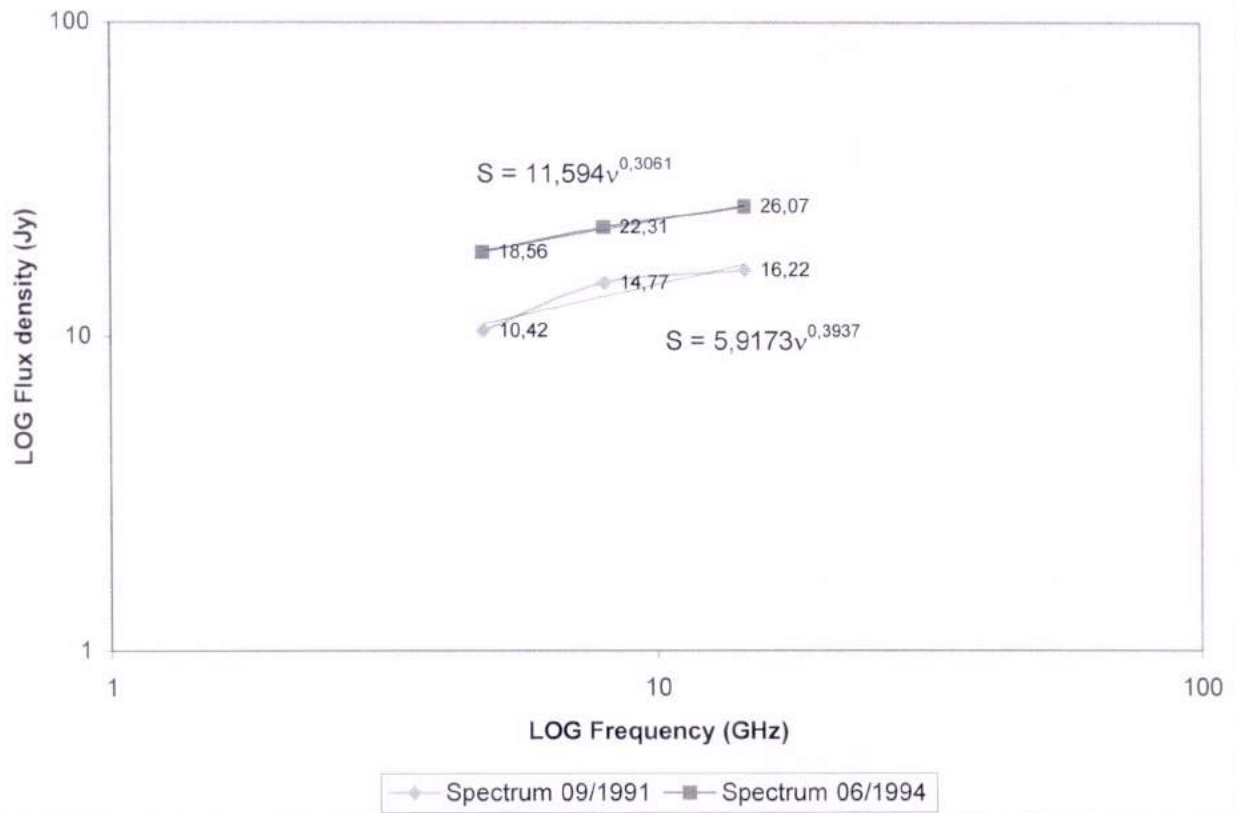 100
S = 11,594ν^0,3061
26,07
22,31
18,56
16,22
14,77
10,42
S = 5,9173ν^0,3937
10
1
LOG Flux density (Jy)
1 10 100
LOG Frequency (GHz)
Spectrum 09/1991 Spectrum 06/1994